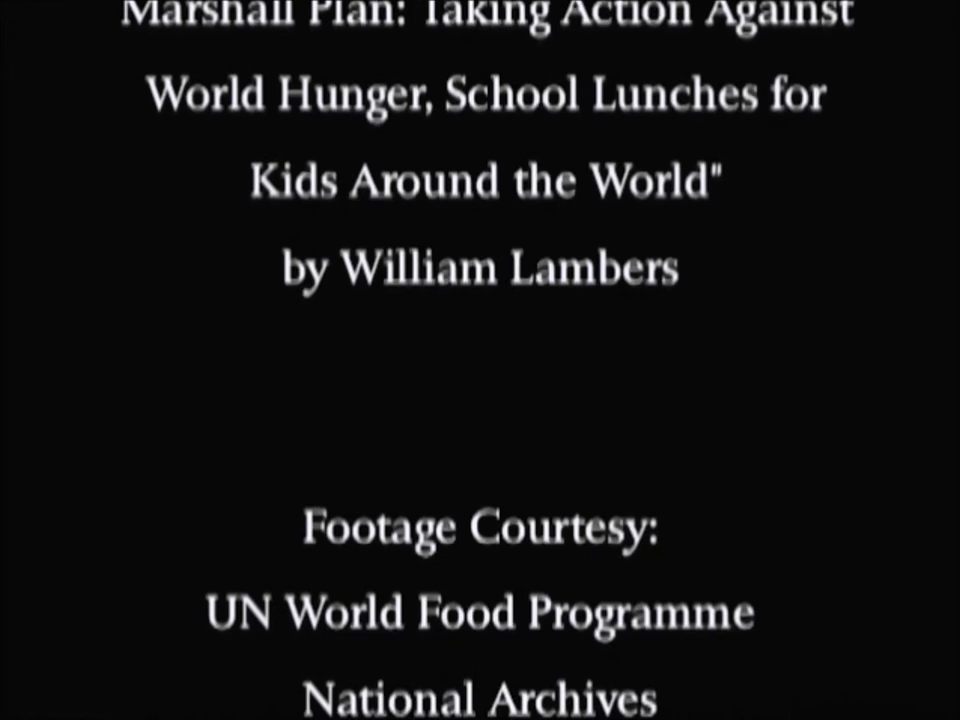 Marshall Plan: Taking Action Against
World Hunger, School Lunches for
Kids Around the World"
by William Lambers
Footage Courtesy:
UN World Food Programme
National Archives